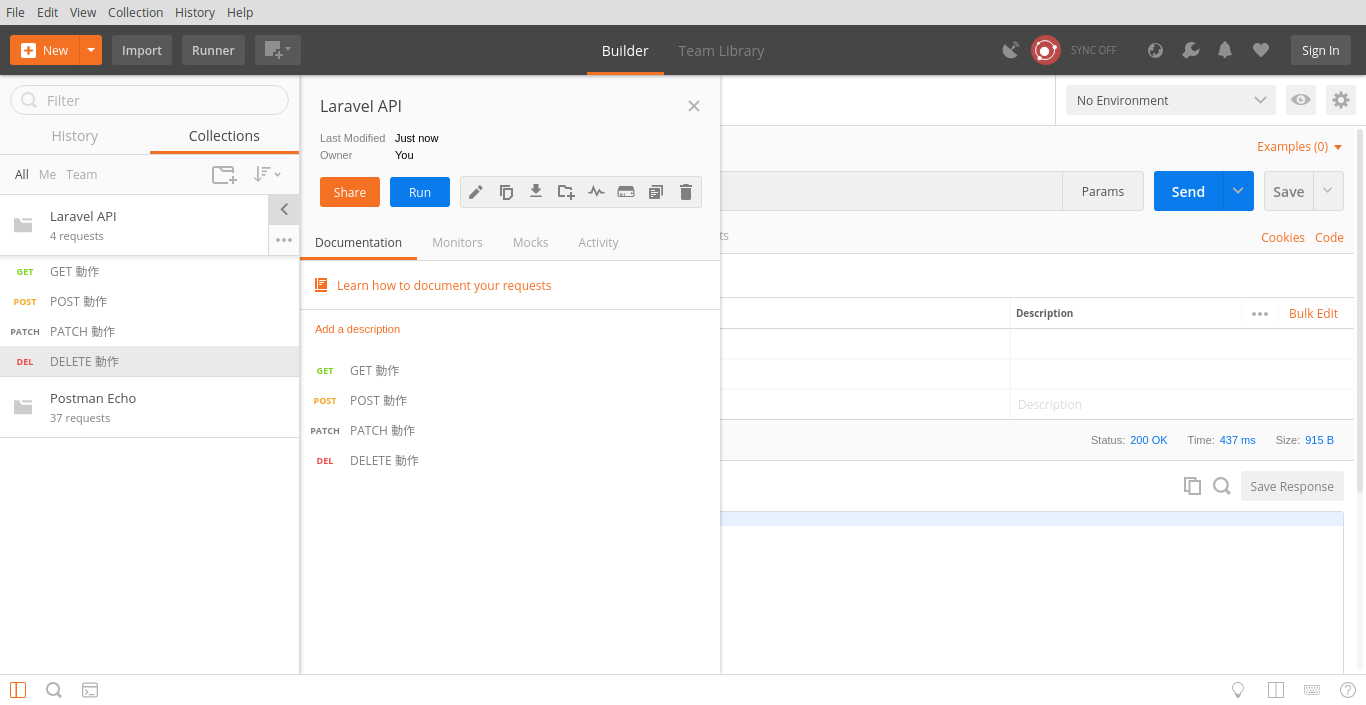 File Edit View Collection History Help
New Import Runner Builder Team Library SYNC OFF Sign In
Filter
History Collections
All Me Team
Laravel API
4 requests
GET GET 動作
POST POST 動作
PATCH PATCH 動作
DEL DELETE 動作
Postman Echo
37 requests
Laravel API
Last Modified Just now
Owner You
Share Run
Documentation Monitors Mocks Activity
Learn how to document your requests
Add a description
GET GET 動作
POST POST 動作
PATCH PATCH 動作
DEL DELETE 動作
No Environment
Examples (0)
Params Send Save
ts Cookies Code
Description Bulk Edit
Description
Status: 200 OK Time: 437 ms Size: 915 B
Save Response